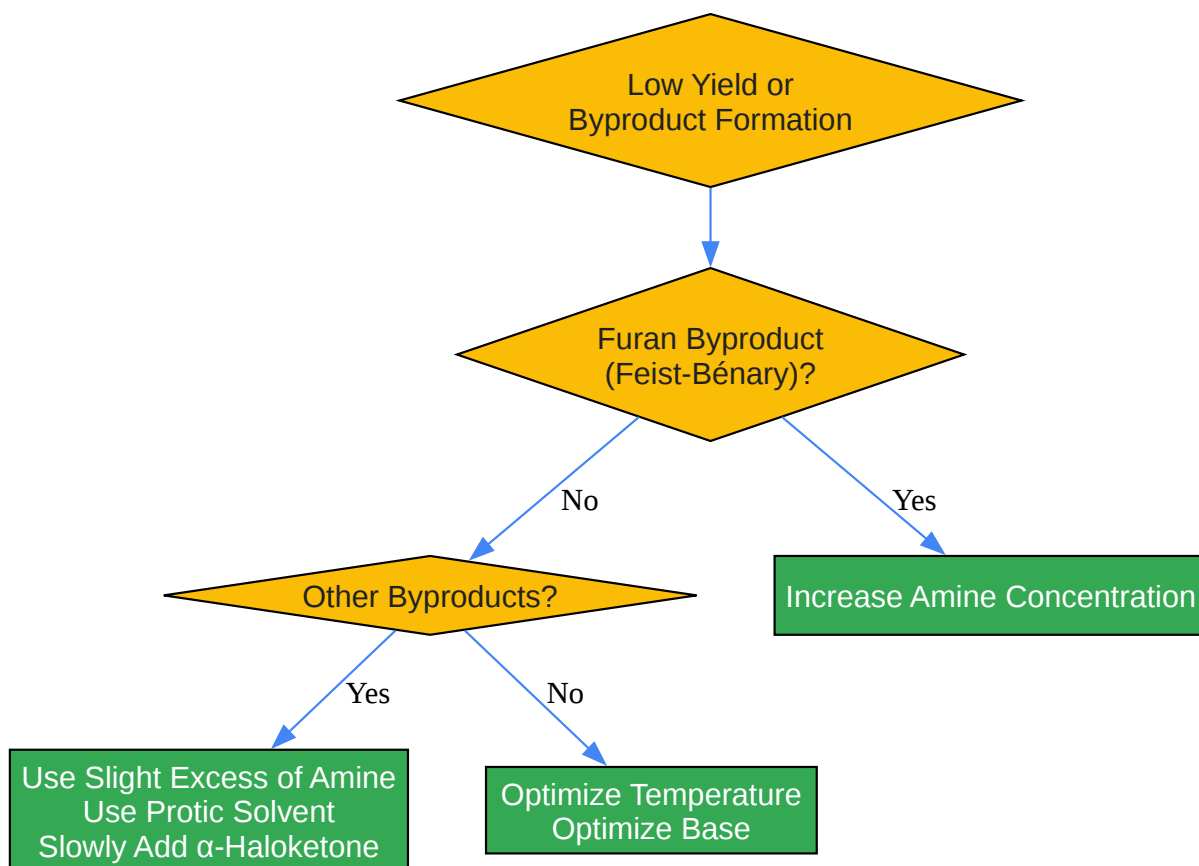 Low Yield or
Byproduct Formation
Furan Byproduct
(Feist-Bénary)?
No
Yes
Other Byproducts?
Increase Amine Concentration
Yes
No
Use Slight Excess of Amine
Use Protic Solvent
Slowly Add α-Haloketone
Optimize Temperature
Optimize Base